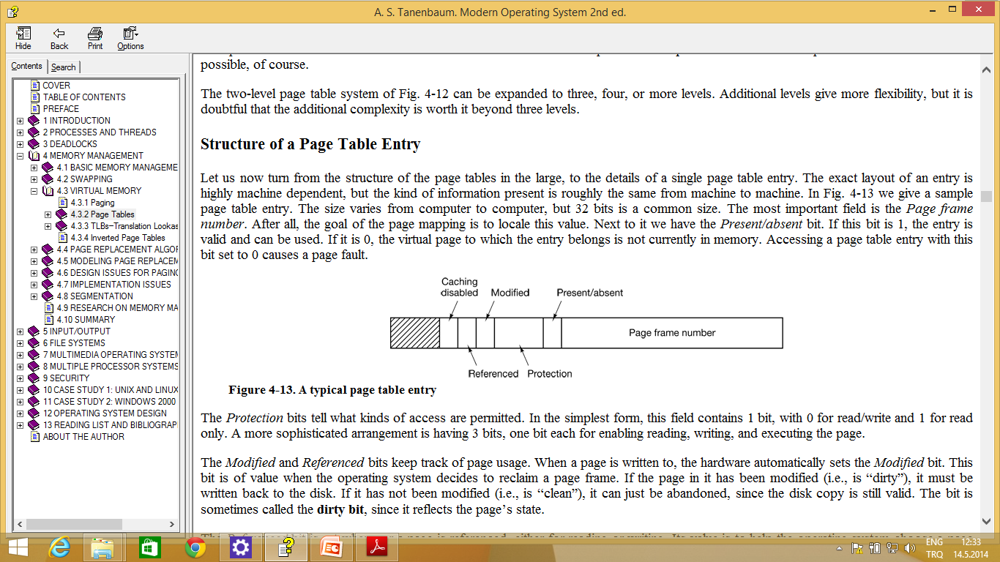 A. S. Tanenbaum. Modern Operating System 2nd ed.
Hide
Back
Print
Options
Contents
Search
COVER
TABLE OF CONTENTS
PREFACE
1 INTRODUCTION
2 PROCESSES AND THREADS
3 DEADLOCKS
4 MEMORY MANAGEMENT
4.1 BASIC MEMORY MANAGEME
4.2 SWAPPING
4.3 VIRTUAL MEMORY
4.3.1 Paging
4.3.2 Page Tables
4.3.3 TLBs—Translation Lookas
4.3.4 Inverted Page Tables
4.4 PAGE REPLACEMENT ALGOR
4.5 MODELING PAGE REPLACEM
4.6 DESIGN ISSUES FOR PAGING
4.7 IMPLEMENTATION ISSUES
4.8 SEGMENTATION
4.9 RESEARCH ON MEMORY MA
4.10 SUMMARY
5 INPUT/OUTPUT
6 FILE SYSTEMS
7 MULTIMEDIA OPERATING SYSTEM
8 MULTIPLE PROCESSOR SYSTEMS
9 SECURITY
10 CASE STUDY 1: UNIX AND LINUX
11 CASE STUDY 2: WINDOWS 2000
12 OPERATING SYSTEM DESIGN
13 READING LIST AND BIBLIOGRAP
ABOUT THE AUTHOR
possible, of course.
The two-level page table system of Fig. 4-12 can be expanded to three, four, or more levels. Additional levels give more flexibility, but it is
doubtful that the additional complexity is worth it beyond three levels.
Structure of a Page Table Entry
Let us now turn from the structure of the page tables in the large, to the details of a single page table entry. The exact layout of an entry is
highly machine dependent, but the kind of information present is roughly the same from machine to machine. In Fig. 4-13 we give a sample
page table entry. The size varies from computer to computer, but 32 bits is a common size. The most important field is the Page frame
number. After all, the goal of the page mapping is to locale this value. Next to it we have the Present/absent bit. If this bit is 1, the entry is
valid and can be used. If it is 0, the virtual page to which the entry belongs is not currently in memory. Accessing a page table entry with this
bit set to 0 causes a page fault.
Caching
disabled Modified Present/absent
Page frame number
Referenced Protection
Figure 4-13. A typical page table entry
The Protection bits tell what kinds of access are permitted. In the simplest form, this field contains 1 bit, with 0 for read/write and 1 for read
only. A more sophisticated arrangement is having 3 bits, one bit each for enabling reading, writing, and executing the page.
The Modified and Referenced bits keep track of page usage. When a page is written to, the hardware automatically sets the Modified bit. This
bit is of value when the operating system decides to reclaim a page frame. If the page in it has been modified (i.e., is “dirty”), it must be
written back to the disk. If it has not been modified (i.e., is “clean”), it can just be abandoned, since the disk copy is still valid. The bit is
sometimes called the dirty bit, since it reflects the page’s state.
ENG 12:33
TRQ 14.5.2014